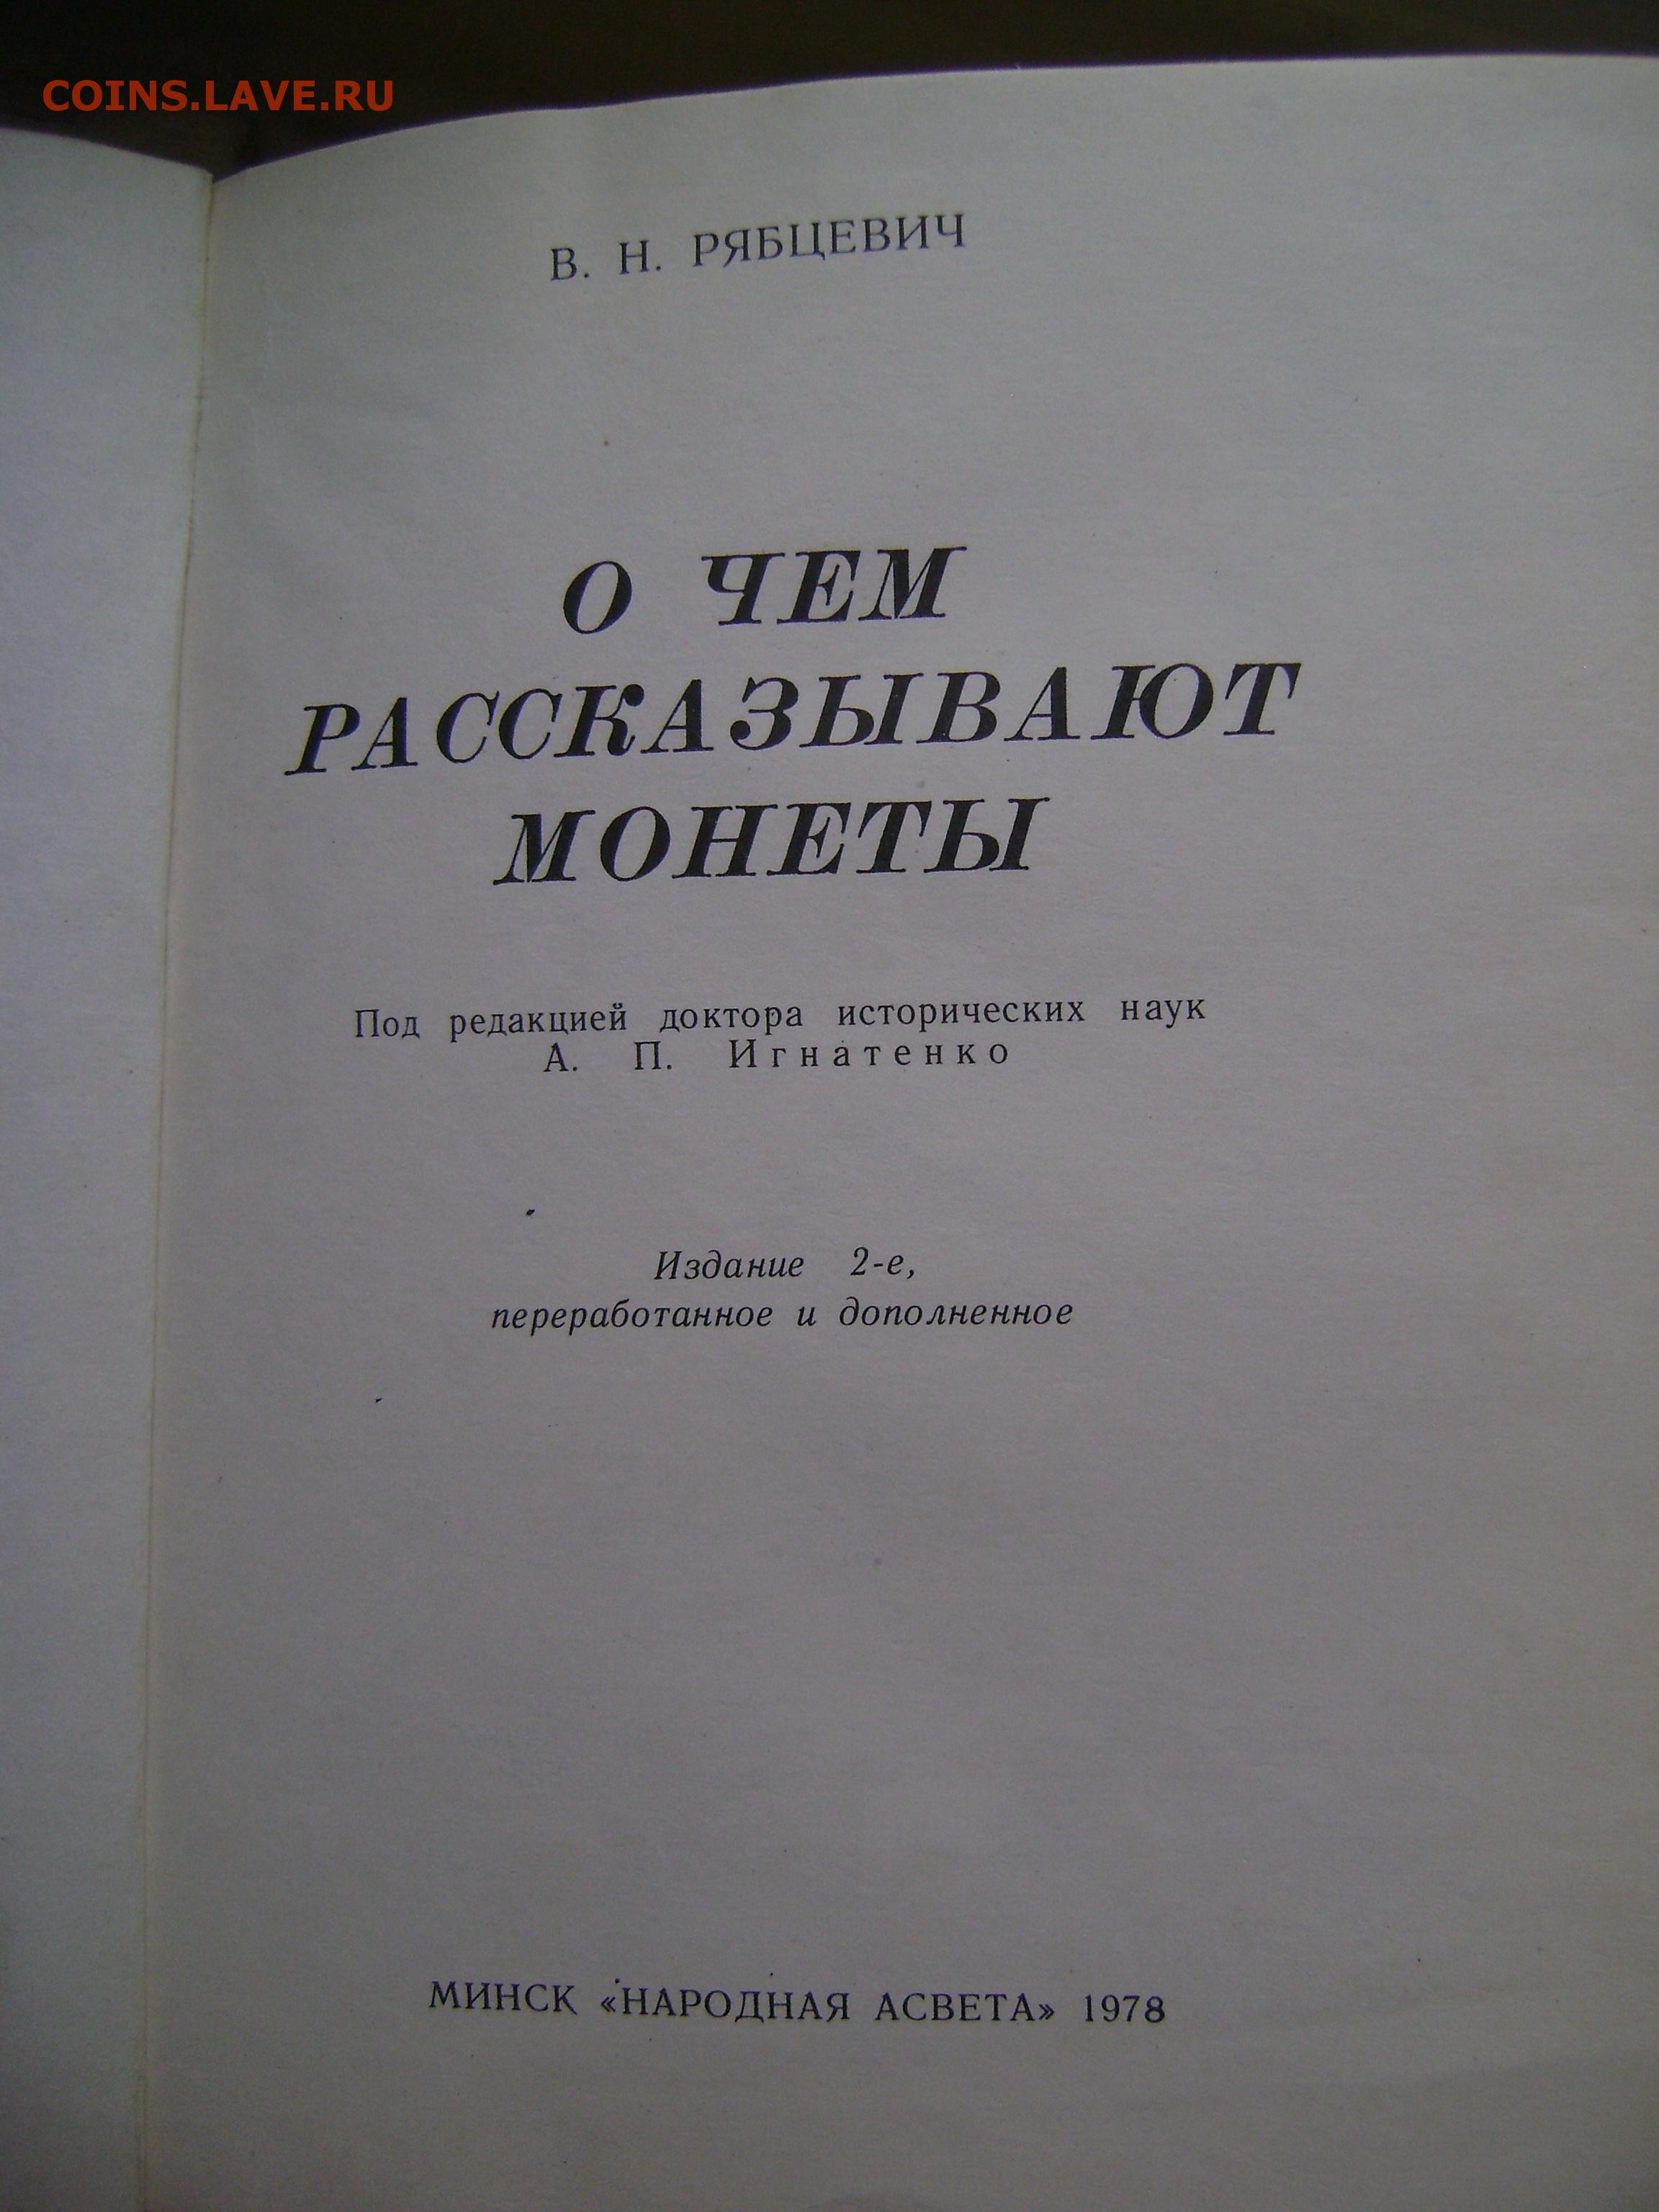 COINS.LAVE.RU
В. Н. РЯБЦЕВИЧ
О ЧЕМ
РАССКАЗЫВАЮТ
МОНЕТЫ
Под редакцией доктора исторических наук
А. П. Игнатенко
Издание 2-е,
переработанное и дополненное
МИНСК «НАРОДНАЯ АСВЕТА» 1978